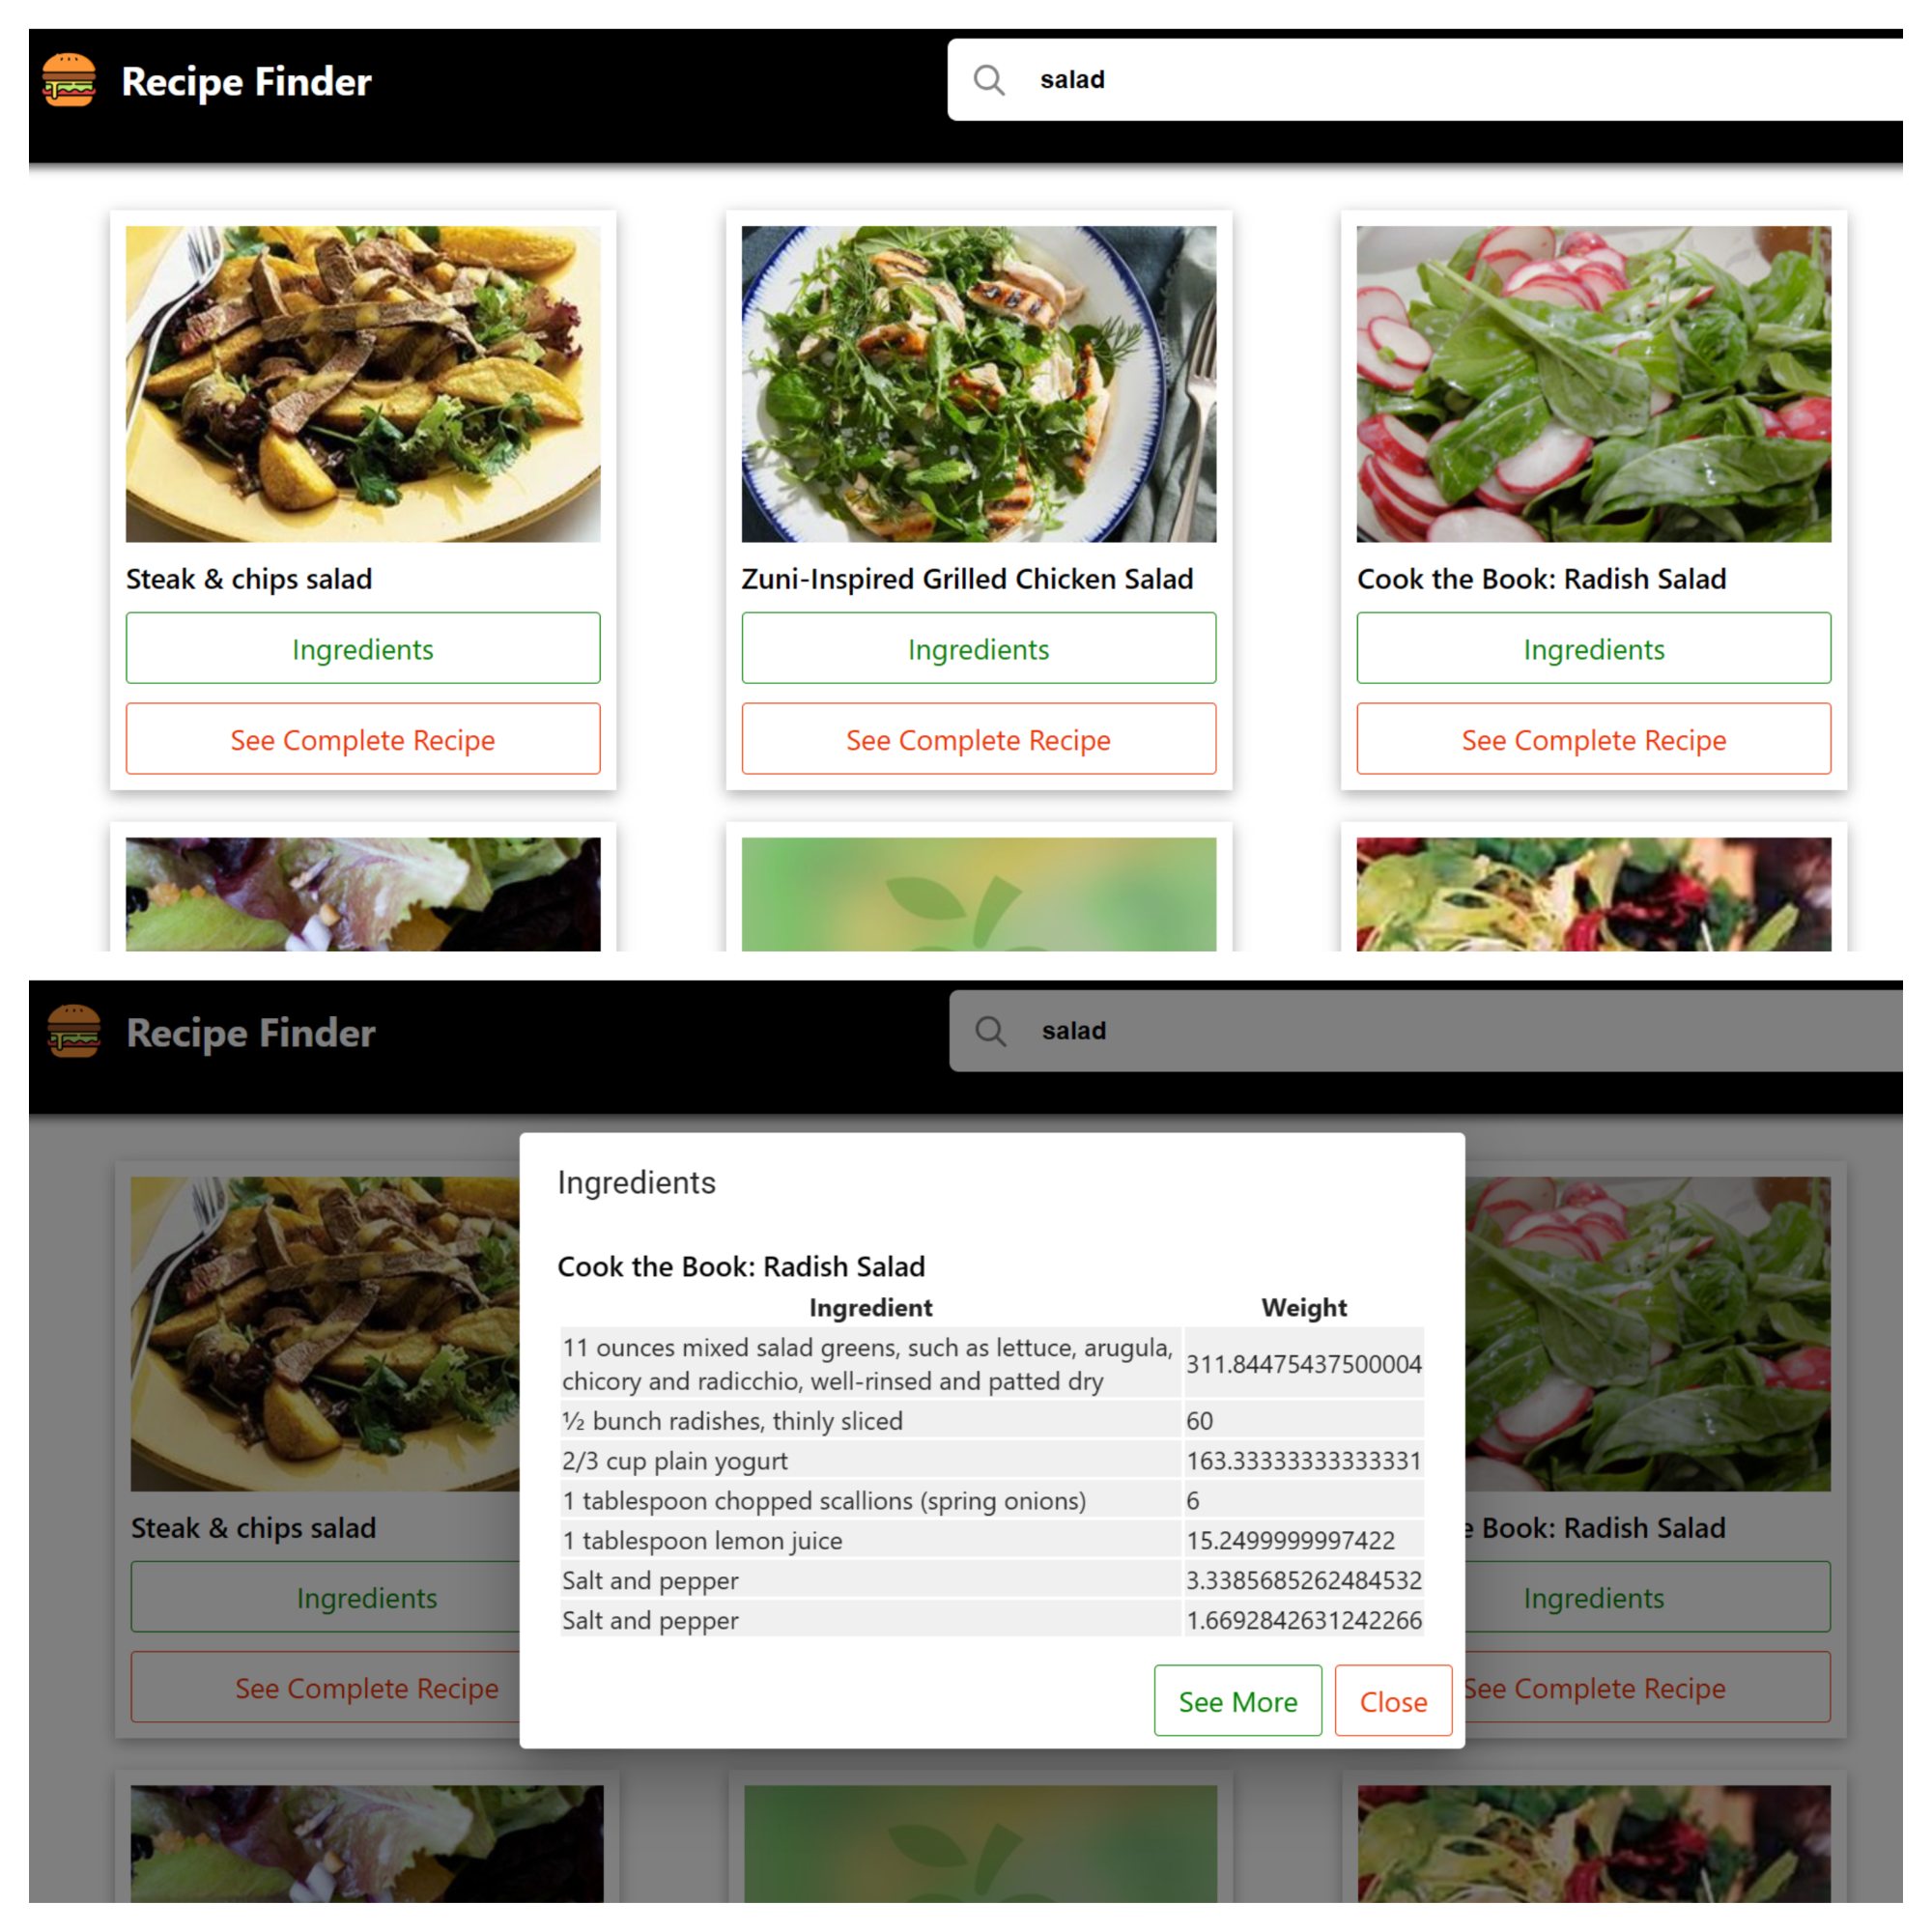 Recipe Finder
salad
Steak & chips salad
Zuni-Inspired Grilled Chicken Salad
Cook the Book: Radish Salad
Ingredients
Ingredients
Ingredients
See Complete Recipe
See Complete Recipe
See Complete Recipe
Recipe Finder
salad
Ingredients
Cook the Book: Radish Salad
Ingredient Weight
11 ounces mixed salad greens, such as lettuce, arugula,
chicory and radicchio, well-rinsed and patted dry
311.84475437500004
½ bunch radishes, thinly sliced 60
2/3 cup plain yogurt 163.33333333333331
1 tablespoon chopped scallions (spring onions) 6
1 tablespoon lemon juice 15.2499999997422
Salt and pepper 3.3385685262484532
Salt and pepper 1.6692842631242266
See More Close
Steak & chips salad
e Book: Radish Salad
Ingredients
Ingredients
See Complete Recipe
See Complete Recipe